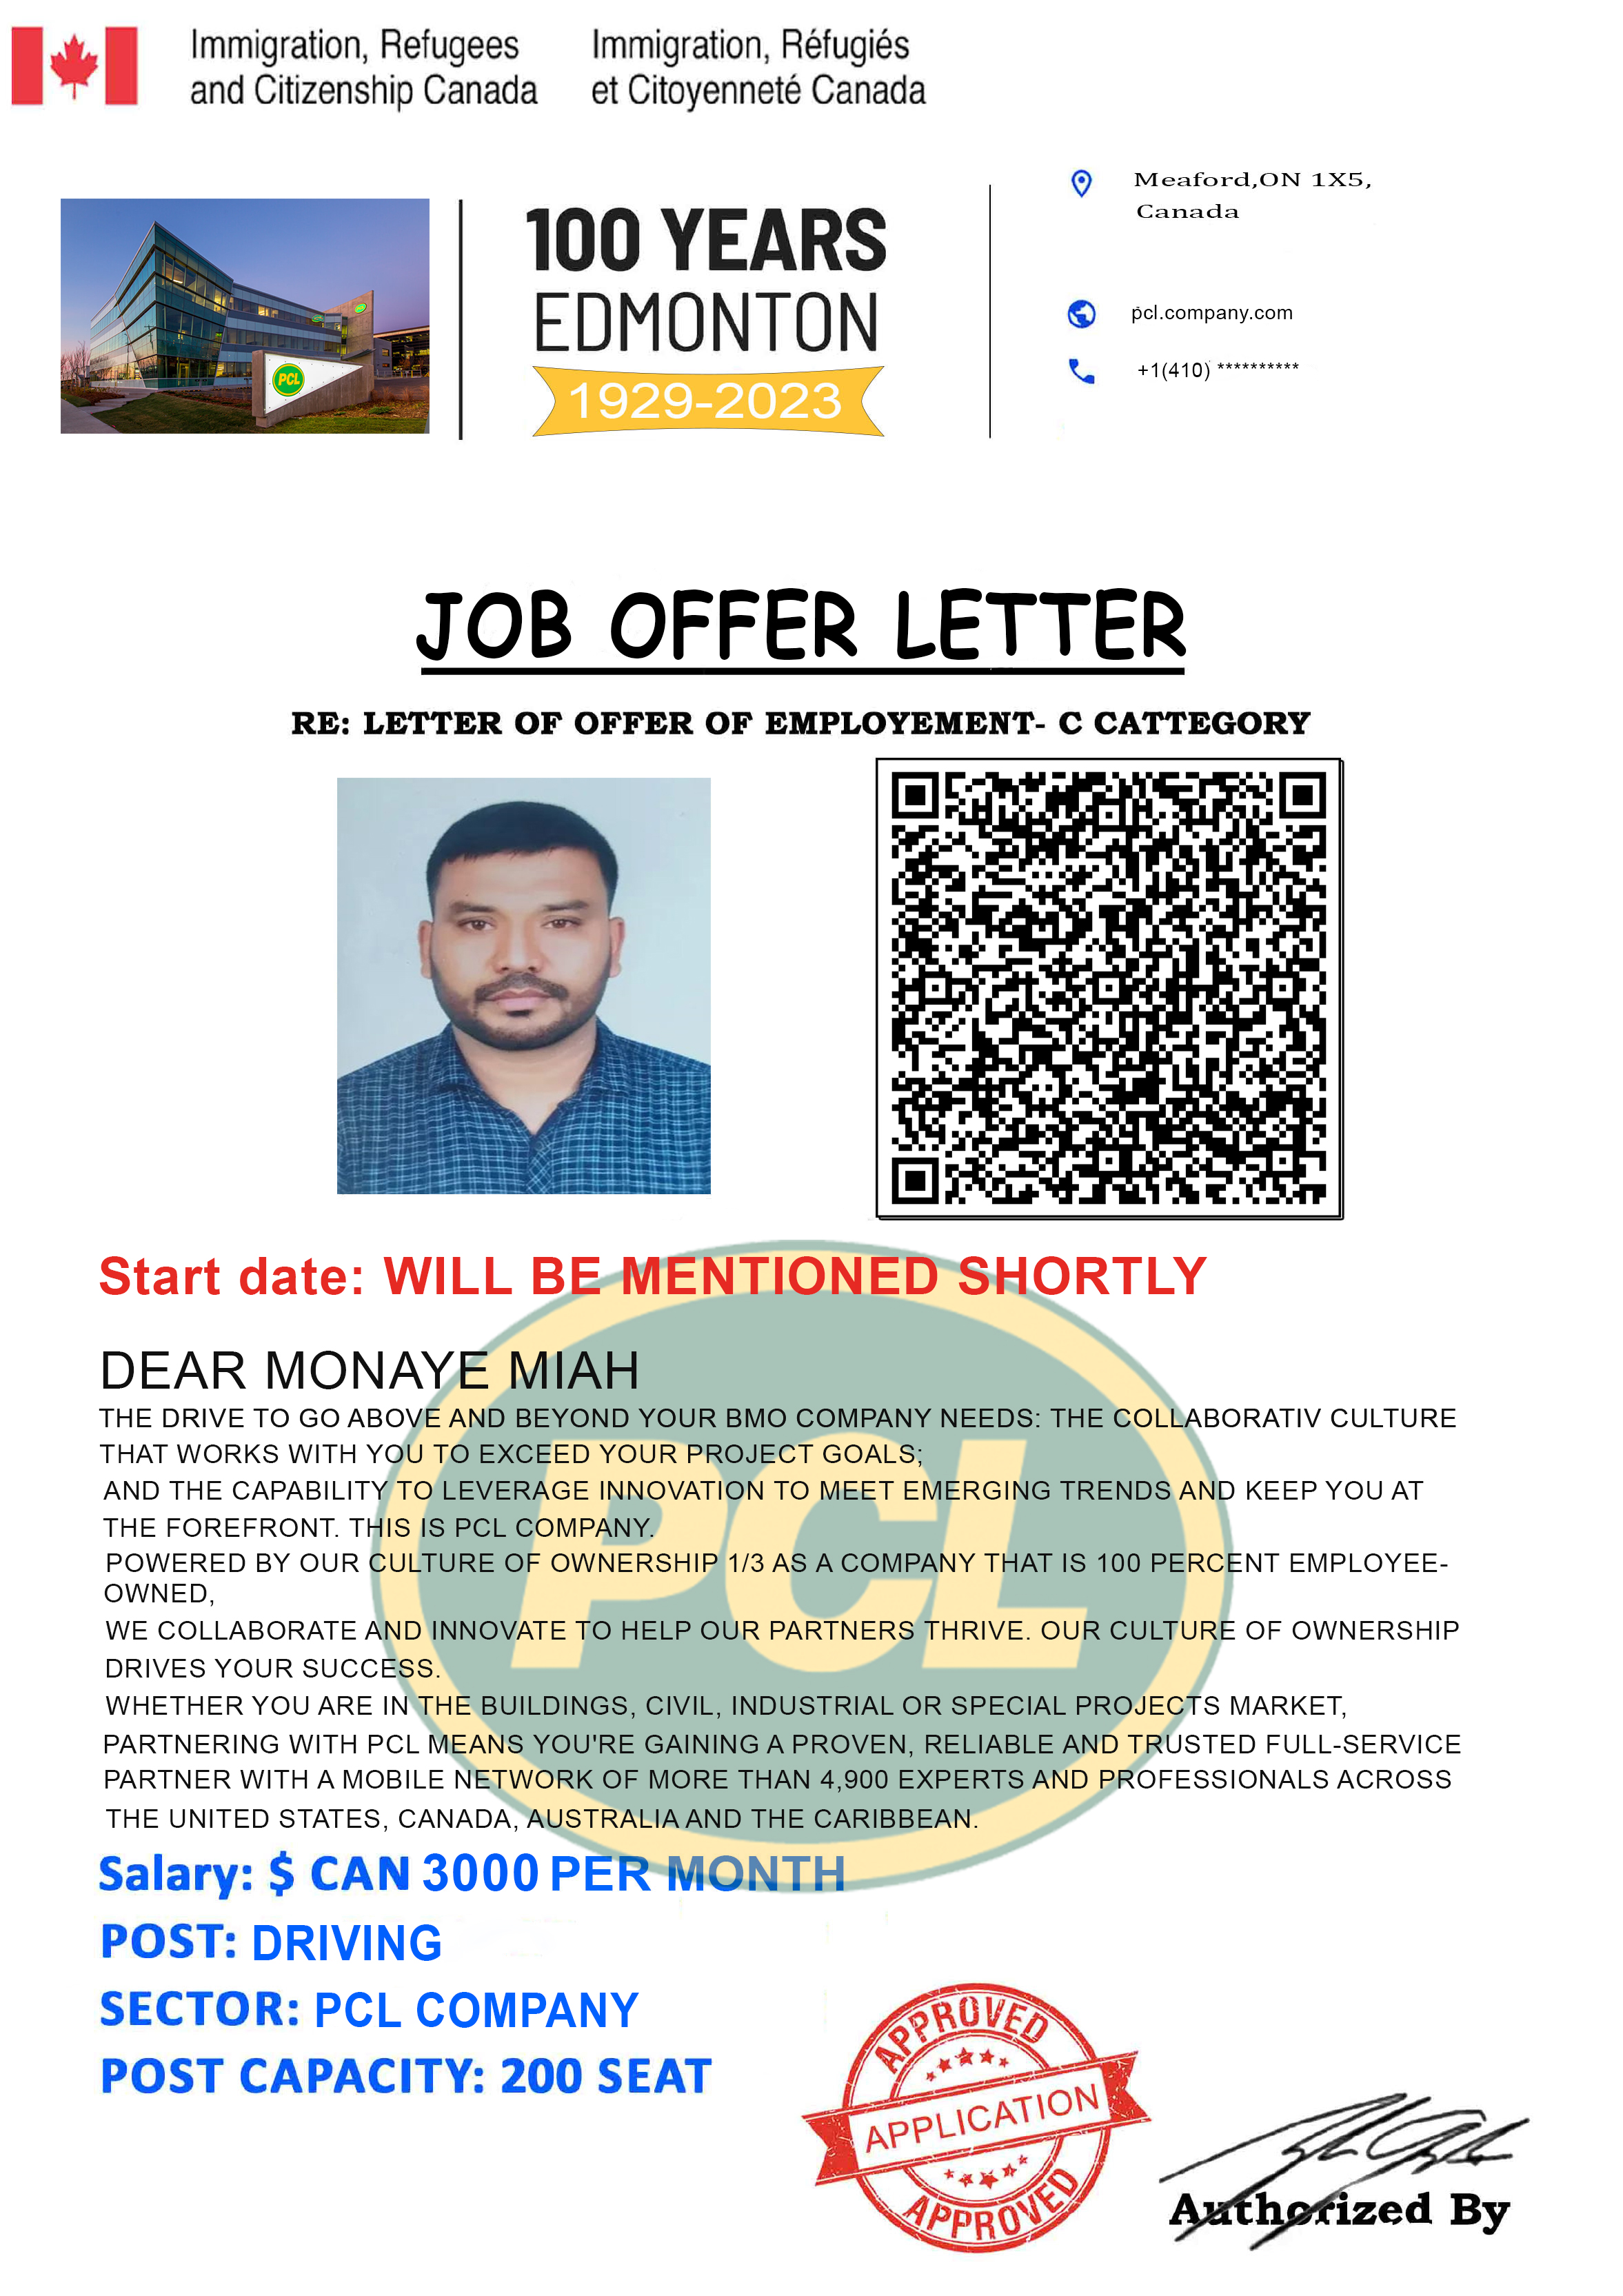 Immigration, Refugees
and Citizenship Canada
Immigration, Réfugiés
et Citoyenneté Canada
PCL
100 YEARS
EDMONTON
1929-2023
Meaford,ON 1X5,
Canada
pcl.company.com
+1(410) **********
JOB OFFER LETTER
RE: LETTER OF OFFER OF EMPLOYEMENT- C CATTEGORY
Start date: WILL BE MENTIONED SHORTLY
DEAR MONAYE MIAH
THE DRIVE TO GO ABOVE AND BEYOND YOUR BMO COMPANY NEEDS: THE COLLABORATIV CULTURE
THAT WORKS WITH YOU TO EXCEED YOUR PROJECT GOALS;
AND THE CAPABILITY TO LEVERAGE INNOVATION TO MEET EMERGING TRENDS AND KEEP YOU AT
THE FOREFRONT. THIS IS PCL COMPANY.
POWERED BY OUR CULTURE OF OWNERSHIP 1/3 AS A COMPANY THAT IS 100 PERCENT EMPLOYEE-
OWNED,
WE COLLABORATE AND INNOVATE TO HELP OUR PARTNERS THRIVE. OUR CULTURE OF OWNERSHIP
DRIVES YOUR SUCCESS.
WHETHER YOU ARE IN THE BUILDINGS, CIVIL, INDUSTRIAL OR SPECIAL PROJECTS MARKET,
PARTNERING WITH PCL MEANS YOU'RE GAINING A PROVEN, RELIABLE AND TRUSTED FULL-SERVICE
PARTNER WITH A MOBILE NETWORK OF MORE THAN 4,900 EXPERTS AND PROFESSIONALS ACROSS
THE UNITED STATES, CANADA, AUSTRALIA AND THE CARIBBEAN.
PCL
Salary: $ CAN 3000 PER MONTH
POST: DRIVING
SECTOR: PCL COMPANY
POST CAPACITY: 200 SEAT
APPROVED
APPLICATION
APPROVED
Authorized By